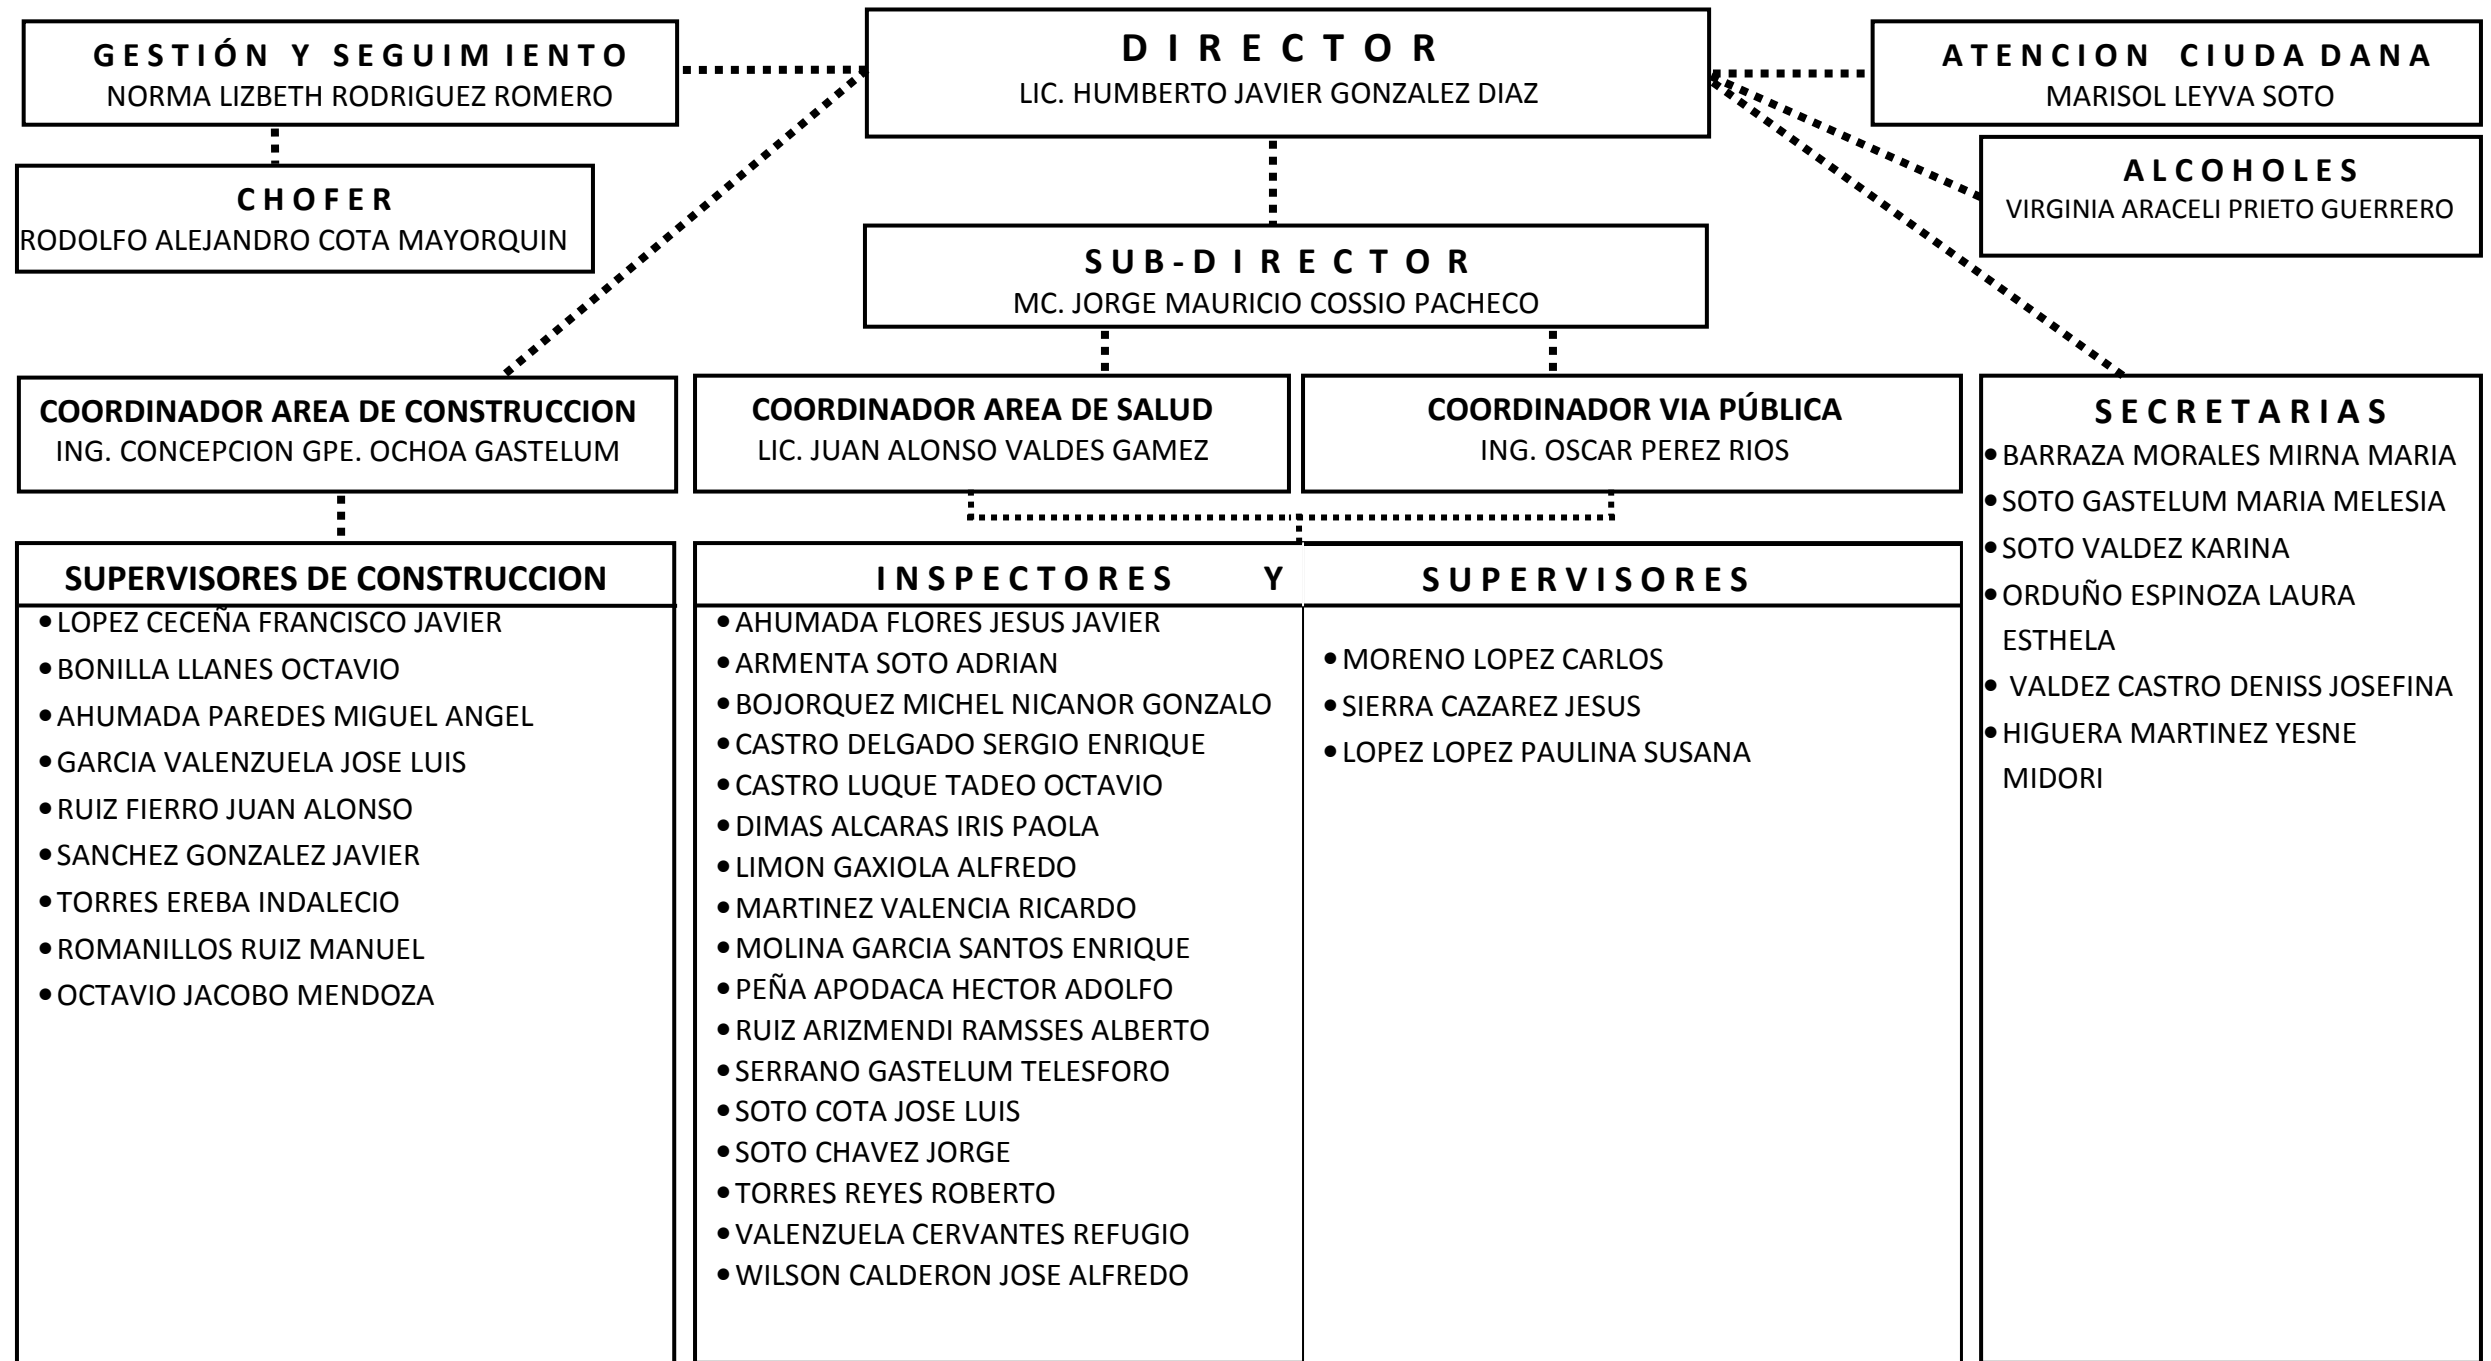 GESTIÓN Y SEGUIMIENTO
NORMA LIZBETH RODRIGUEZ ROMERO
DIRECTOR
LIC. HUMBERTO JAVIER GONZALEZ DIAZ
ATENCION CIUDADANA
MARISOL LEYVA SOTO
CHOFER
RODOLFO ALEJANDRO COTA MAYORQUIN
ALCOHOLES
VIRGINIA ARACELI PRIETO GUERRERO
SUB-DIRECTOR
MC. JORGE MAURICIO COSSIO PACHECO
COORDINADOR AREA DE CONSTRUCCION
ING. CONCEPCION GPE. OCHOA GASTELUM
COORDINADOR AREA DE SALUD
LIC. JUAN ALONSO VALDES GAMEZ
COORDINADOR VIA PÚBLICA
ING. OSCAR PEREZ RIOS
SECRETARIAS
• BARRAZA MORALES MIRNA MARIA
• SOTO GASTELUM MARIA MELESIA
• SOTO VALDEZ KARINA
• ORDUÑO ESPINOZA LAURA
ESTHELA
• VALDEZ CASTRO DENISS JOSEFINA
• HIGUERA MARTINEZ YESNE
MIDORI
SUPERVISORES DE CONSTRUCCION
• LOPEZ CECEÑA FRANCISCO JAVIER
• BONILLA LLANES OCTAVIO
• AHUMADA PAREDES MIGUEL ANGEL
• GARCIA VALENZUELA JOSE LUIS
• RUIZ FIERRO JUAN ALONSO
• SANCHEZ GONZALEZ JAVIER
• TORRES EREBA INDALECIO
• ROMANILLOS RUIZ MANUEL
• OCTAVIO JACOBO MENDOZA
INSPECTORES Y SUPERVISORES
• AHUMADA FLORES JESUS JAVIER
• ARMENTA SOTO ADRIAN
• BOJORQUEZ MICHEL NICANOR GONZALO
• CASTRO DELGADO SERGIO ENRIQUE
• CASTRO LUQUE TADEO OCTAVIO
• DIMAS ALCARAS IRIS PAOLA
• LIMON GAXIOLA ALFREDO
• MARTINEZ VALENCIA RICARDO
• MOLINA GARCIA SANTOS ENRIQUE
• PEÑA APODACA HECTOR ADOLFO
• RUIZ ARIZMENDI RAMSSES ALBERTO
• SERRANO GASTELUM TELESFORO
• SOTO COTA JOSE LUIS
• SOTO CHAVEZ JORGE
• TORRES REYES ROBERTO
• VALENZUELA CERVANTES REFUGIO
• WILSON CALDERON JOSE ALFREDO
• MORENO LOPEZ CARLOS
• SIERRA CAZAREZ JESUS
• LOPEZ LOPEZ PAULINA SUSANA